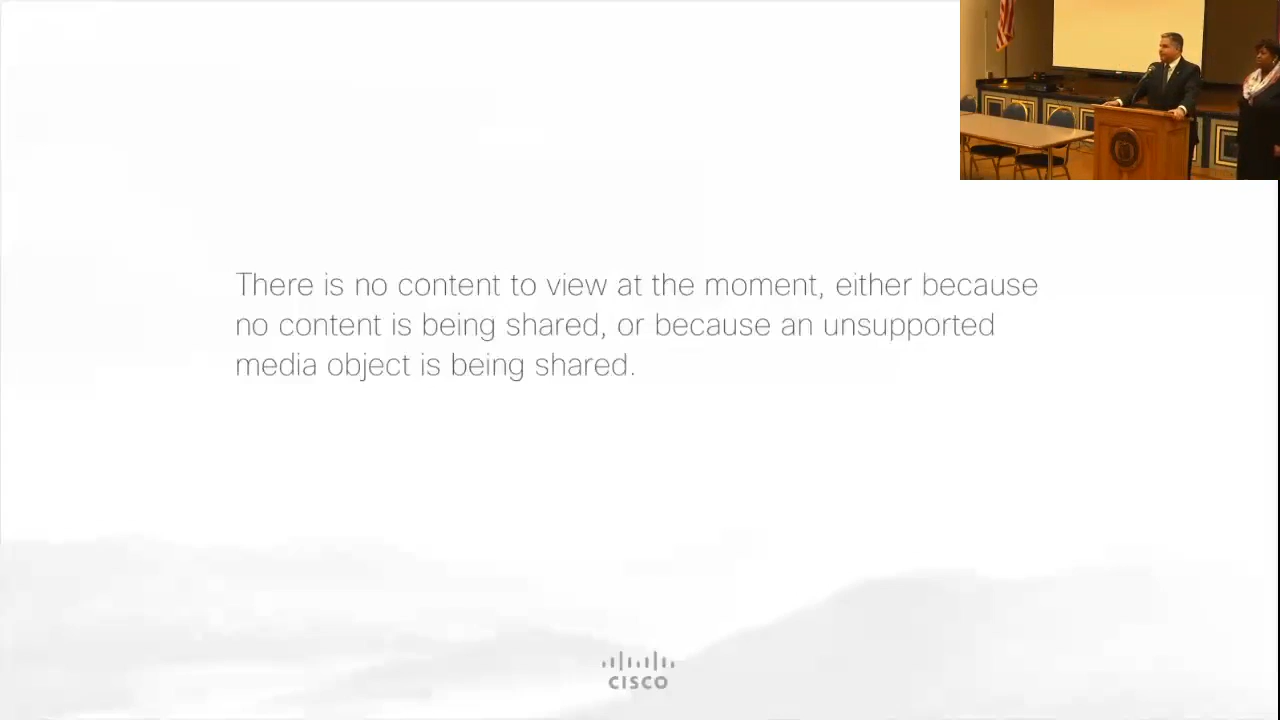 There is no content to view at the moment, either because
no content is being shared, or because an unsupported
media object is being shared.
CISCO